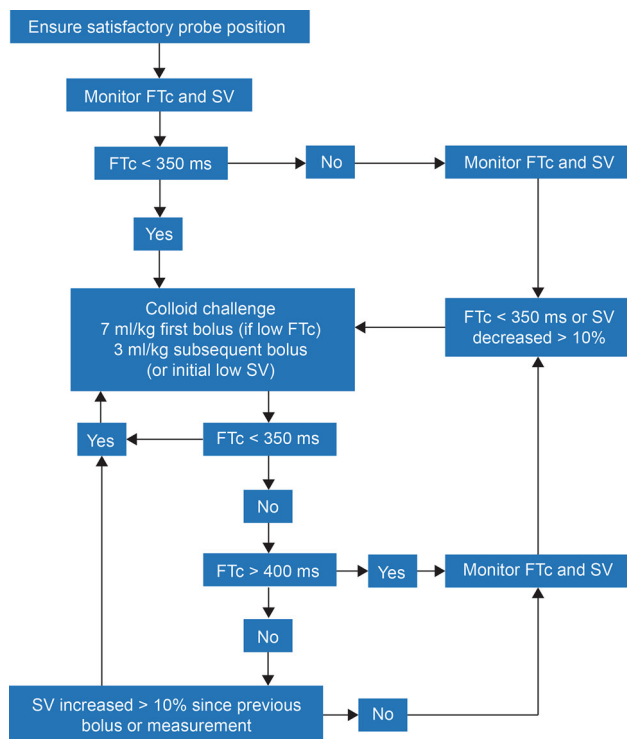 Ensure satisfactory probe position
Monitor FTc and SV
FTc < 350 ms
No
Monitor FTc and SV
Yes
Colloid challenge
7 ml/kg first bolus (if low FTc)
3 ml/kg subsequent bolus
(or initial low SV)
FTc < 350 ms or SV
decreased > 10%
Yes
FTc < 350 ms
No
FTc > 400 ms
Yes
Monitor FTc and SV
No
SV increased > 10% since previous
bolus or measurement
No